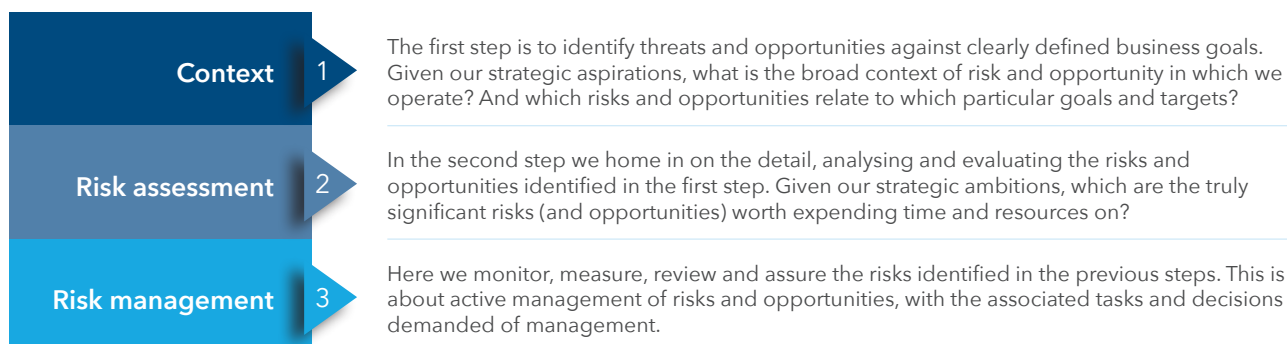 Context 1
The first step is to identify threats and opportunities against clearly defined business goals.
Given our strategic aspirations, what is the broad context of risk and opportunity in which we
operate? And which risks and opportunities relate to which particular goals and targets?
Risk assessment 2
In the second step we home in on the detail, analysing and evaluating the risks and
opportunities identified in the first step. Given our strategic ambitions, which are the truly
significant risks (and opportunities) worth expending time and resources on?
Risk management 3
Here we monitor, measure, review and assure the risks identified in the previous steps. This is
about active management of risks and opportunities, with the associated tasks and decisions
demanded of management.